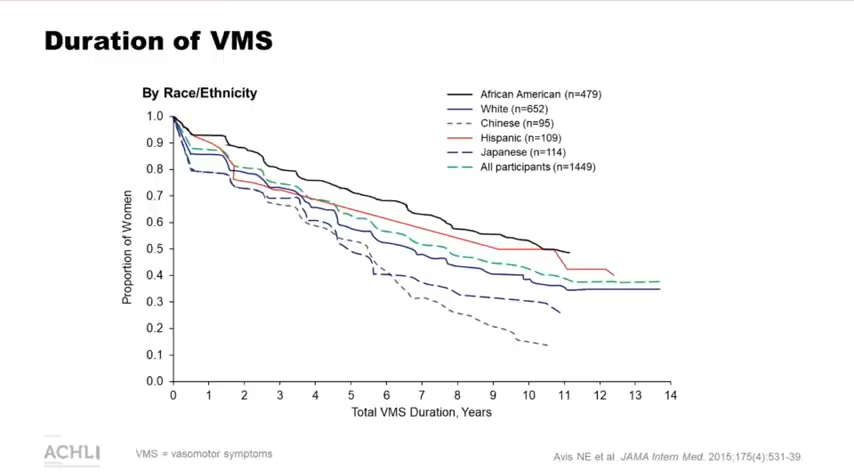 Duration of VMS
By Race/Ethnicity
African American (n=479)
White (n=652)
Chinese (n=95)
Hispanic (n=109)
Japanese (n=114)
All participants (n=1449)
Proportion of Women
1.0
0.9
0.8
0.7
0.6
0.5
0.4
0.3
0.2
0.1
0.0
0 1 2 3 4 5 6 7 8 9 10 11 12 13 14
Total VMS Duration, Years
ACHLI
VMS = vasomotor symptoms
Avis NE et al. JAMA Intern Med. 2015;175(4):531-39.